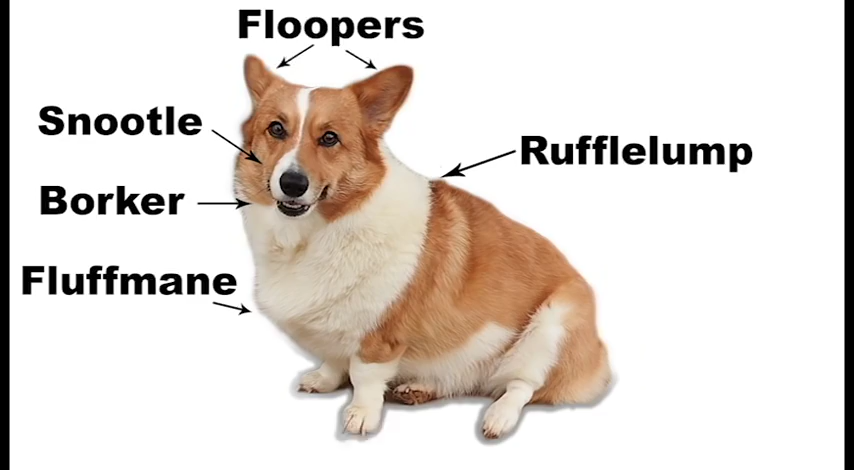 Floopers
Snootle
Rufflelump
Borker
Fluffmane